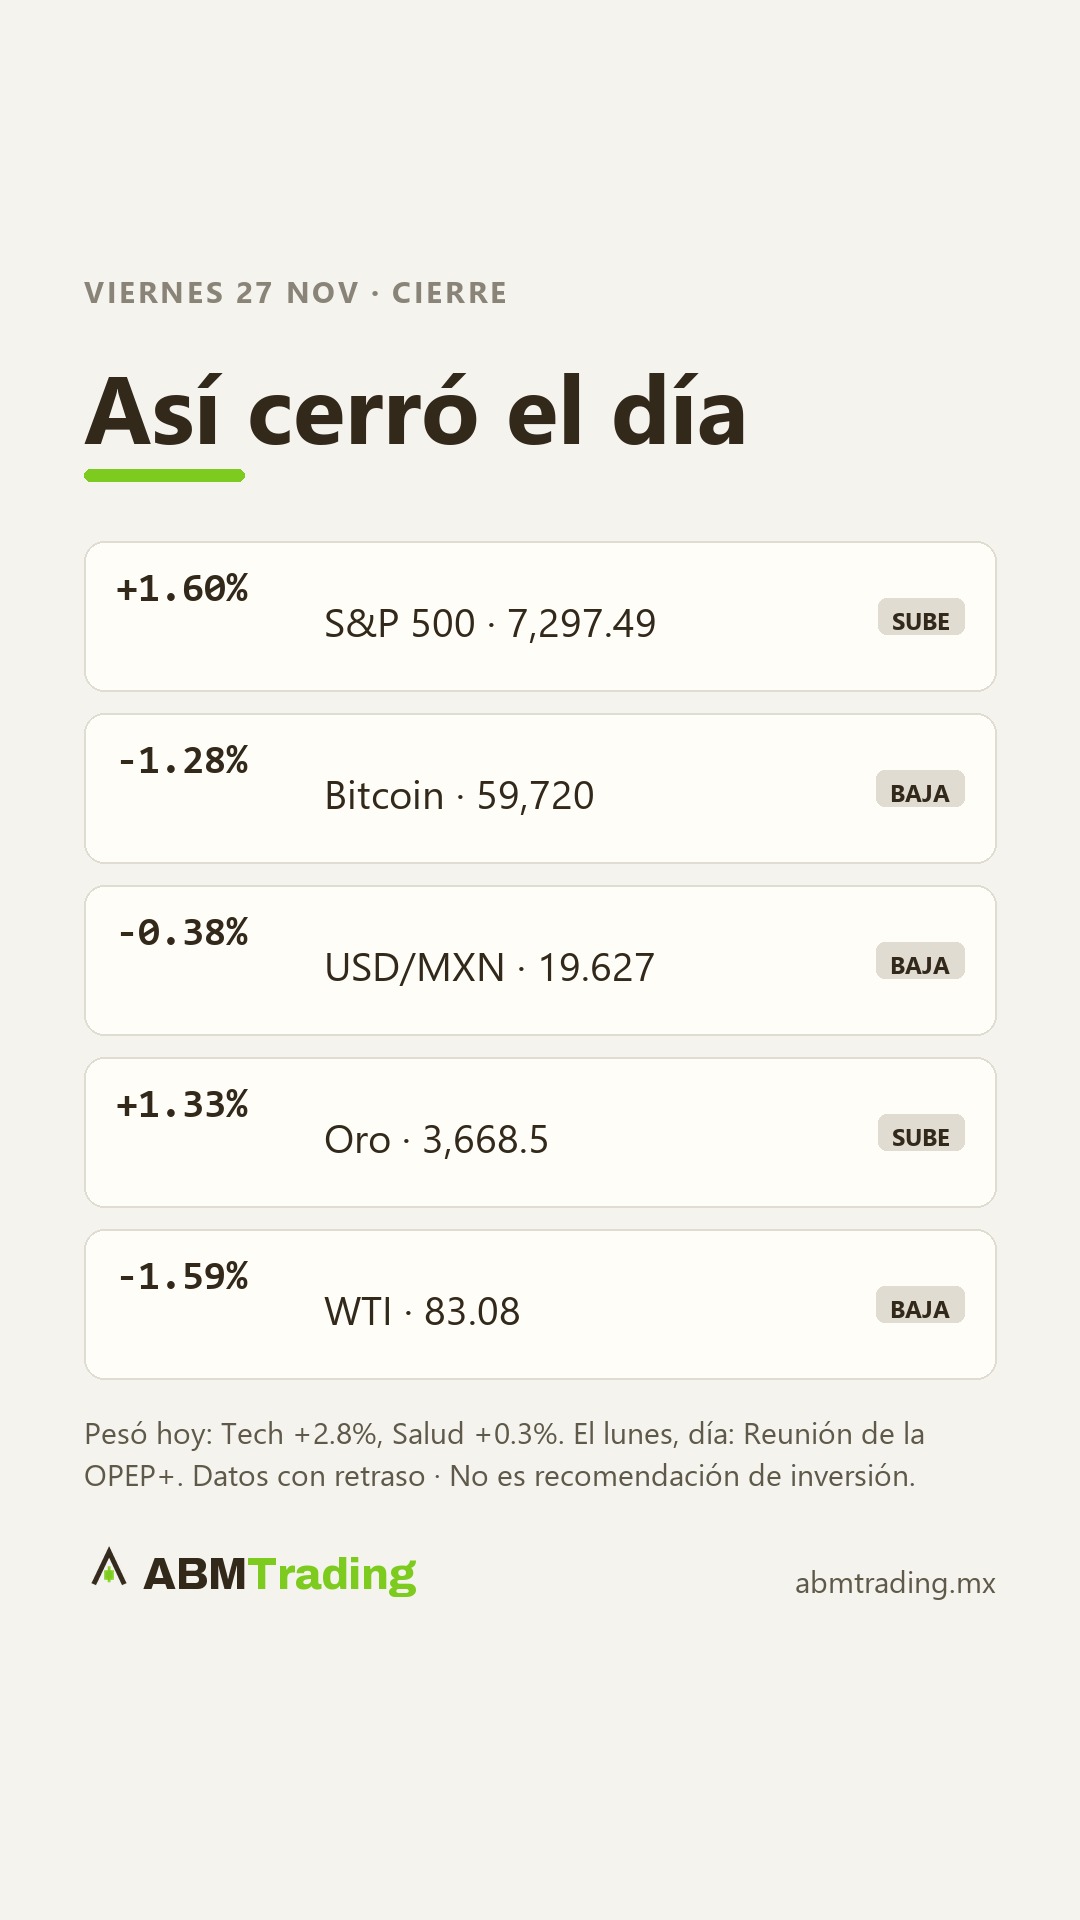 VIERNES 27 NOV · CIERRE
Así cerró el día
+1.60%
S&P 500 · 7,297.49
SUBE
-1.28%
Bitcoin · 59,720
BAJA
-0.38%
USD/MXN · 19.627
BAJA
+1.33%
Oro · 3,668.5
SUBE
-1.59%
WTI · 83.08
BAJA
Pesó hoy: Tech +2.8%, Salud +0.3%. El lunes, día: Reunión de la
OPEP+. Datos con retraso · No es recomendación de inversión.
ABMTrading
abmtrading.mx